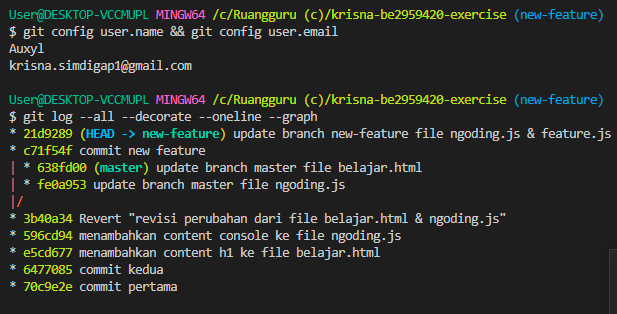 User@DESKTOP-VCCMUPL MINGW64 /c/Ruangguru (c)/krisna-be2959420-exercise (new-feature)
$ git config user.name && git config user.email
Auxyl
krisna.simdigap1@gmail.com
User@DESKTOP-VCCMUPL MINGW64 /c/Ruangguru (c)/krisna-be2959420-exercise (new-feature)
$ git log --all --decorate --oneline --graph
* 21d9289 (HEAD -> new-feature) update branch new-feature file ngoding.js & feature.js
* c71f54f commit new feature
| * 638fd00 (master) update branch master file belajar.html
| * fe0a953 update branch master file ngoding.js
|/
* 3b40a34 Revert "revisi perubahan dari file belajar.html & ngoding.js"
* 596cd94 menambahkan content console ke file ngoding.js
* e5cd677 menambahkan content h1 ke file belajar.html
* 6477085 commit kedua
* 70c9e2e commit pertama